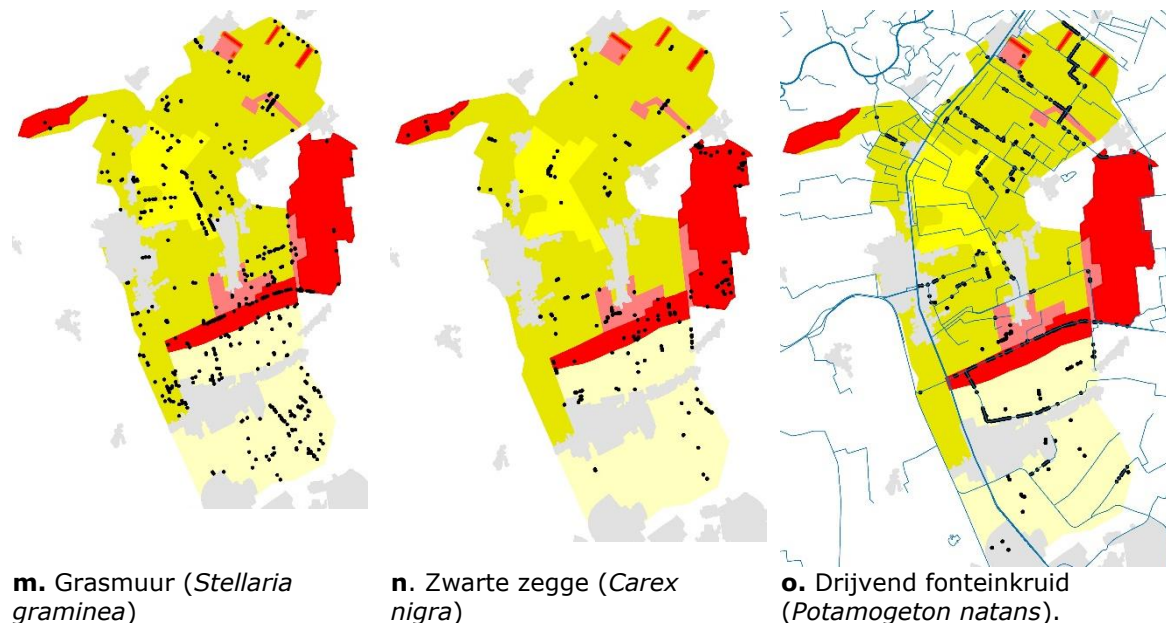 m. Grasmuur (Stellaria
graminea)
n. Zwarte zegge (Carex
nigra)
o. Drijvend fonteinkruid
(Potamogeton natans).